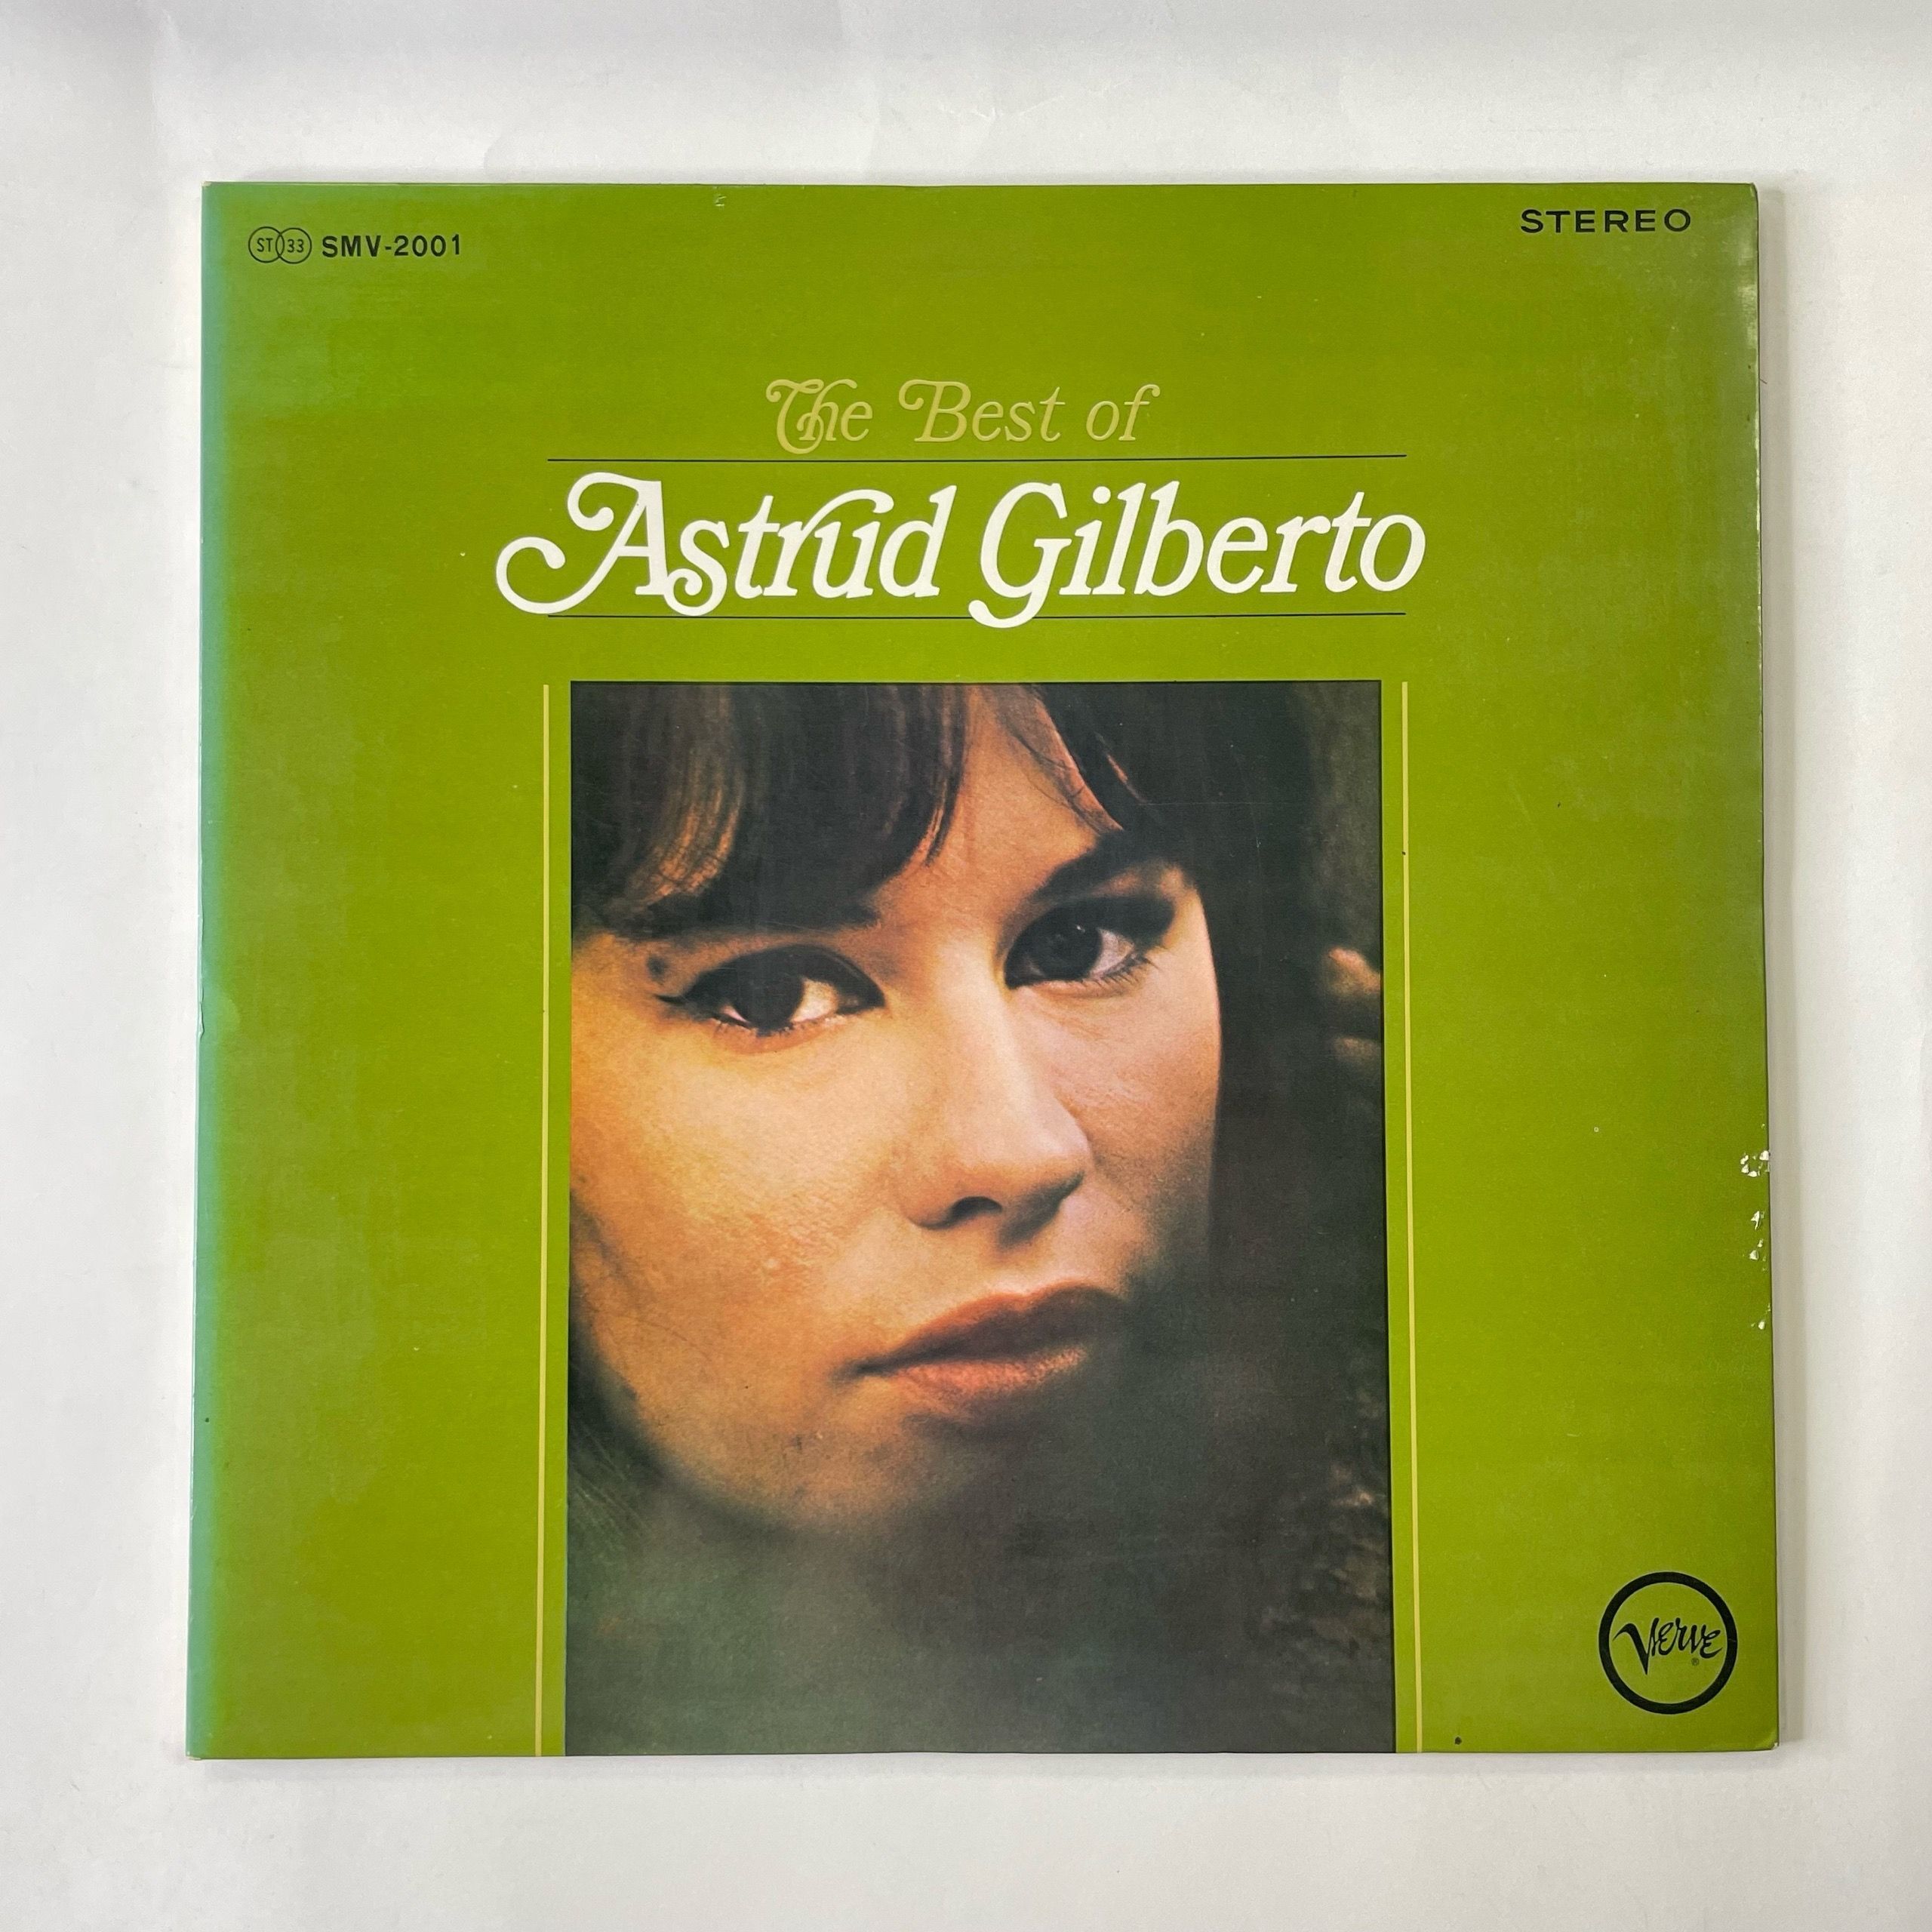 ST 33 SMV-2001
STEREO
The Best of
Astrud Gilberto
Verve®